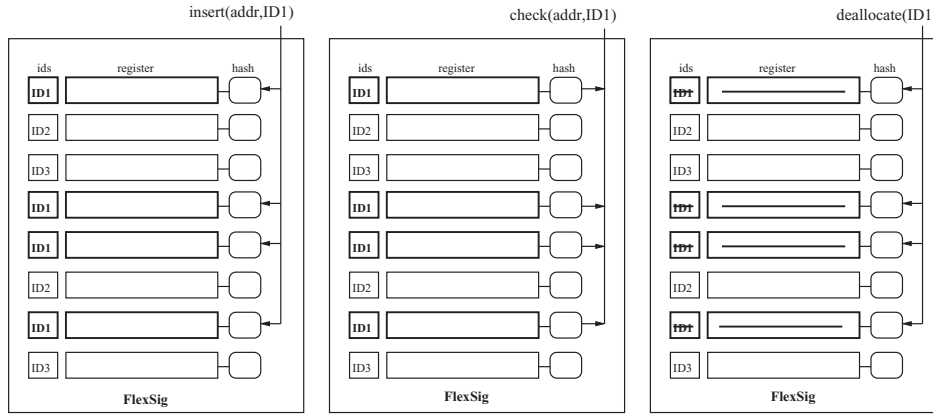 insert(addr,ID1)
ids register hash
ID1
ID2
ID3
ID1
ID1
ID2
ID1
ID3
FlexSig
check(addr,ID1)
ids register hash
ID1
ID2
ID3
ID1
ID1
ID2
ID1
ID3
FlexSig
deallocate(ID1
ids register hash
ID1
ID2
ID3
ID1
ID1
ID2
ID1
ID3
FlexSig